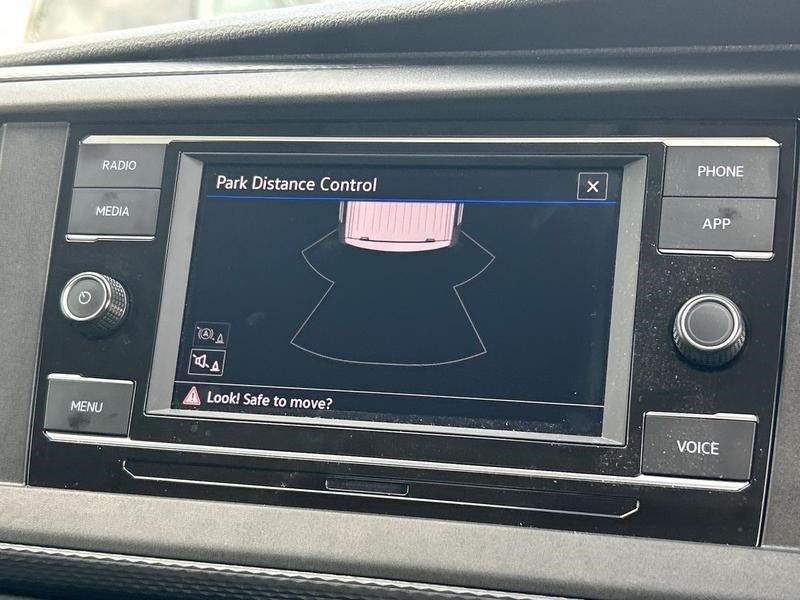 RADIO
MEDIA
MENU
Park Distance Control
Look! Safe to move?
PHONE
APP
VOICE